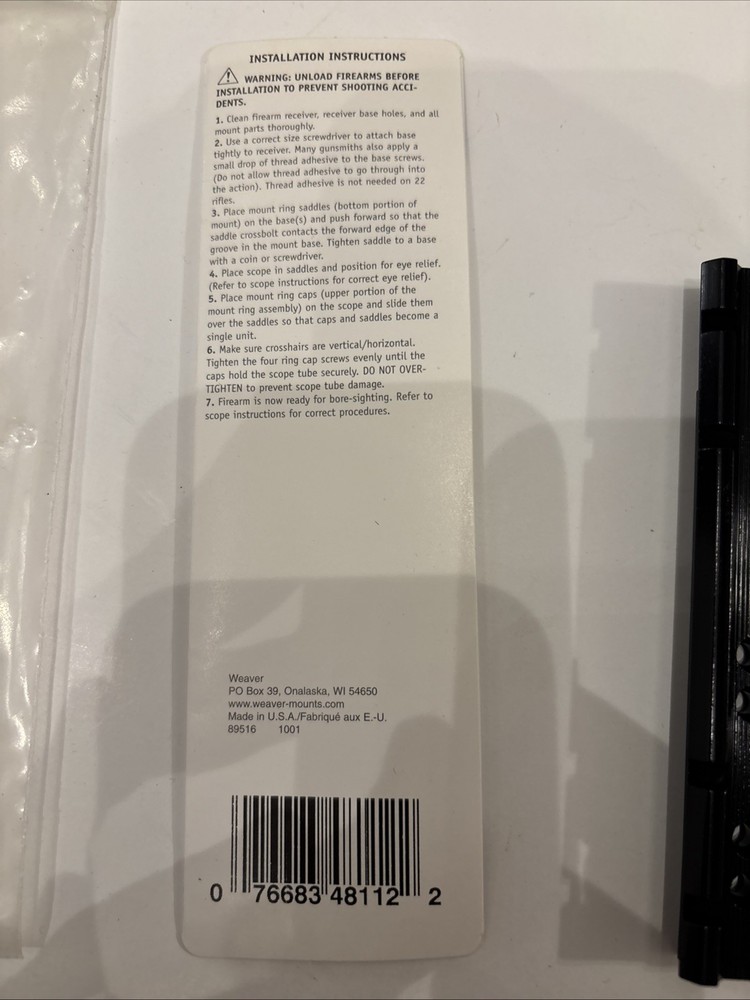 INSTALLATION INSTRUCTIONS
WARNING: UNLOAD FIREARMS BEFORE
INSTALLATION TO PREVENT SHOOTING ACCI-
DENTS.
1. Clean firearm receiver, receiver base holes, and all
mount parts thoroughly.
2. Use a correct size screwdriver to attach base
tightly to receiver. Many gunsmiths also apply a
small drop of thread adhesive to the base screws.
(Do not allow thread adhesive to go through into
the action). Thread adhesive is not needed on 22
rifles.
3. Place mount ring saddles (bottom portion of
mount) on the base(s) and push forward so that the
saddle crossbolt contacts the forward edge of the
groove in the mount base. Tighten saddle to a base
with a coin or screwdriver.
4. Place scope in saddles and position for eye relief.
(Refer to scope instructions for correct eye relief).
5. Place mount ring caps (upper portion of the
mount ring assembly) on the scope and slide them
over the saddles so that caps and saddles become a
single unit.
6. Make sure crosshairs are vertical/horizontal.
Tighten the four ring cap screws evenly until the
caps hold the scope tube securely. DO NOT OVER-
TIGHTEN to prevent scope tube damage.
7. Firearm is now ready for bore-sighting. Refer to
scope instructions for correct procedures.
Weaver
PO Box 39, Onalaska, WI 54650
www.weaver-mounts.com
Made in U.S.A./Fabriqué aux E.-U.
89516 1001
0 76683 48112 2